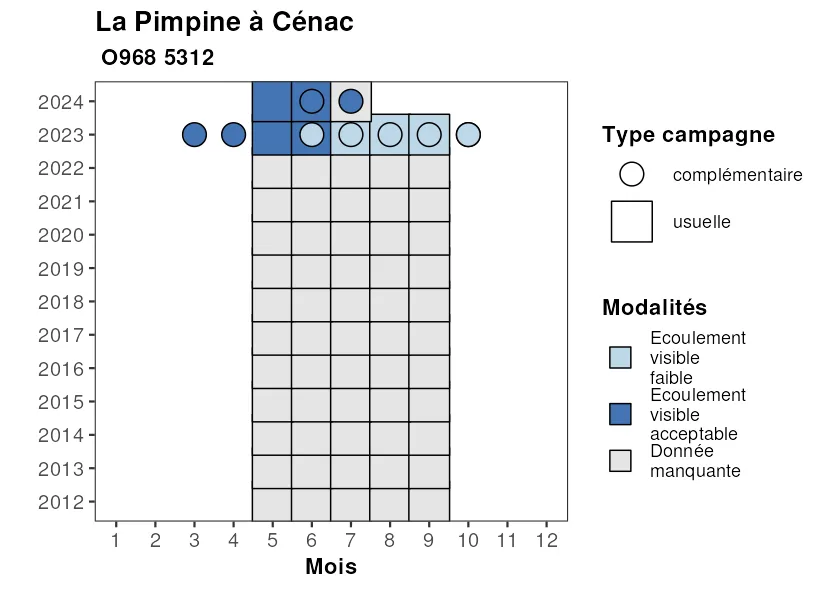 La Pimpine à Cénac
O968 5312
2024
2023
2022
2021
2020
2019
2018
2017
2016
2015
2014
2013
2012
1 2 3 4 5 6 7 8 9 10 11 12
Mois
Type campagne
complémentaire
usuelle
Modalités
Ecoulement
visible
faible
Ecoulement
visible
acceptable
Donnée
manquante